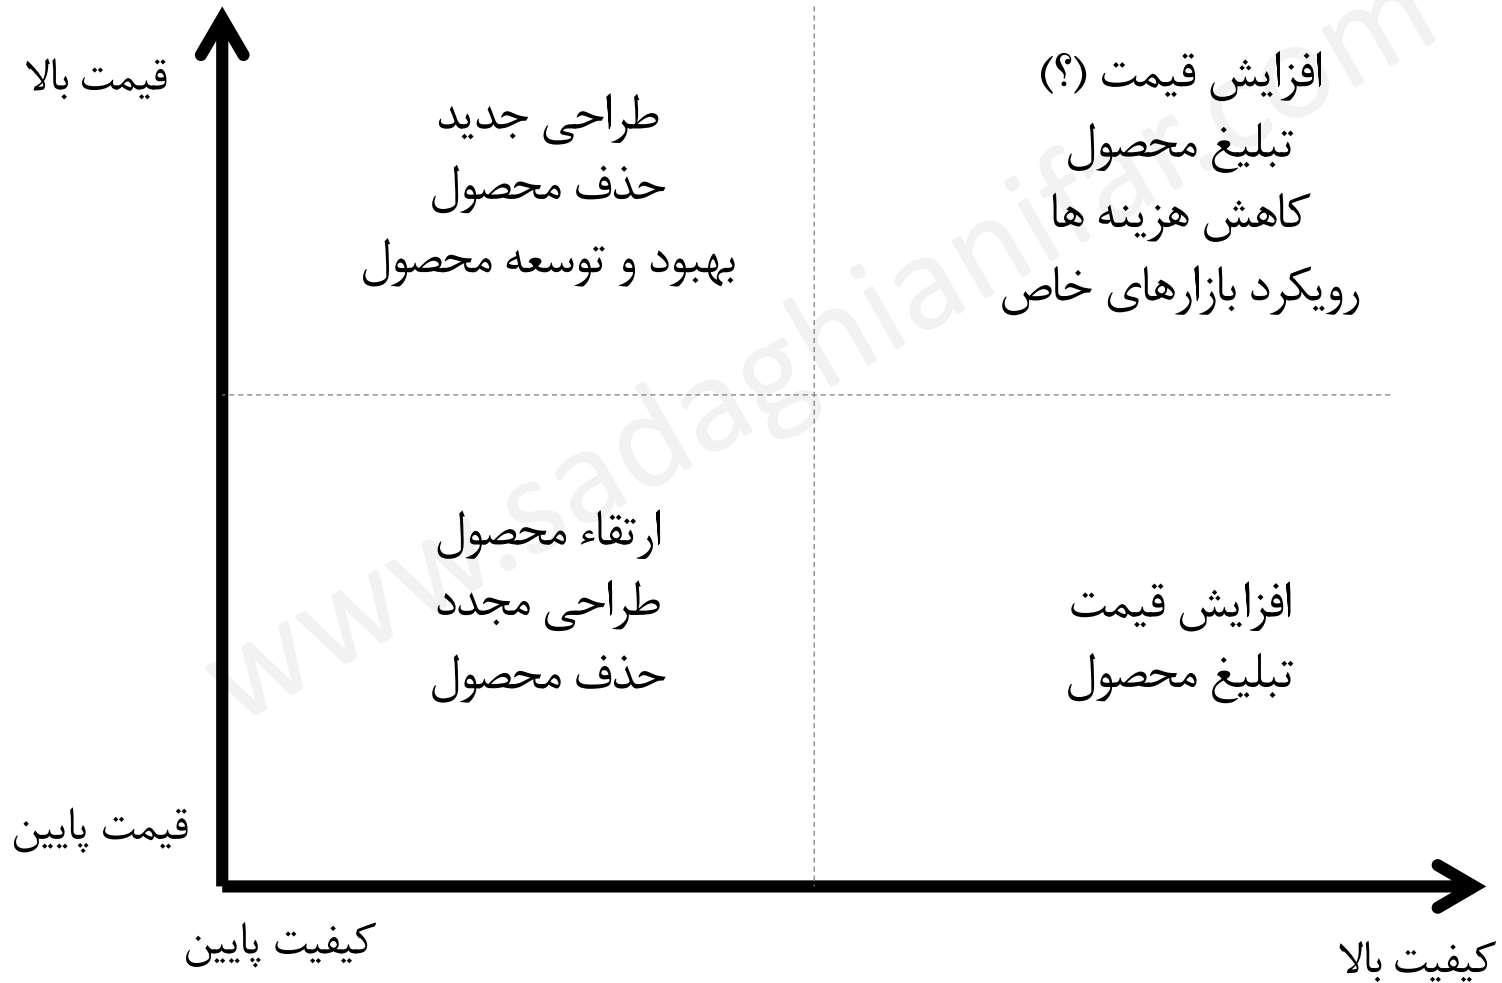 قیمت بالا
افزایش قیمت (؟)
تبلیغ محصول
کاهش هزینه ها
رویکرد بازارهای خاص
طراحی جدید
حذف محصول
بهبود و توسعه محصول
افزایش قیمت
تبلیغ محصول
ارتقاء محصول
طراحی مجدد
حذف محصول
قیمت پایین
کیفیت بالا
کیفیت پایین
www.sadaghianifar.com